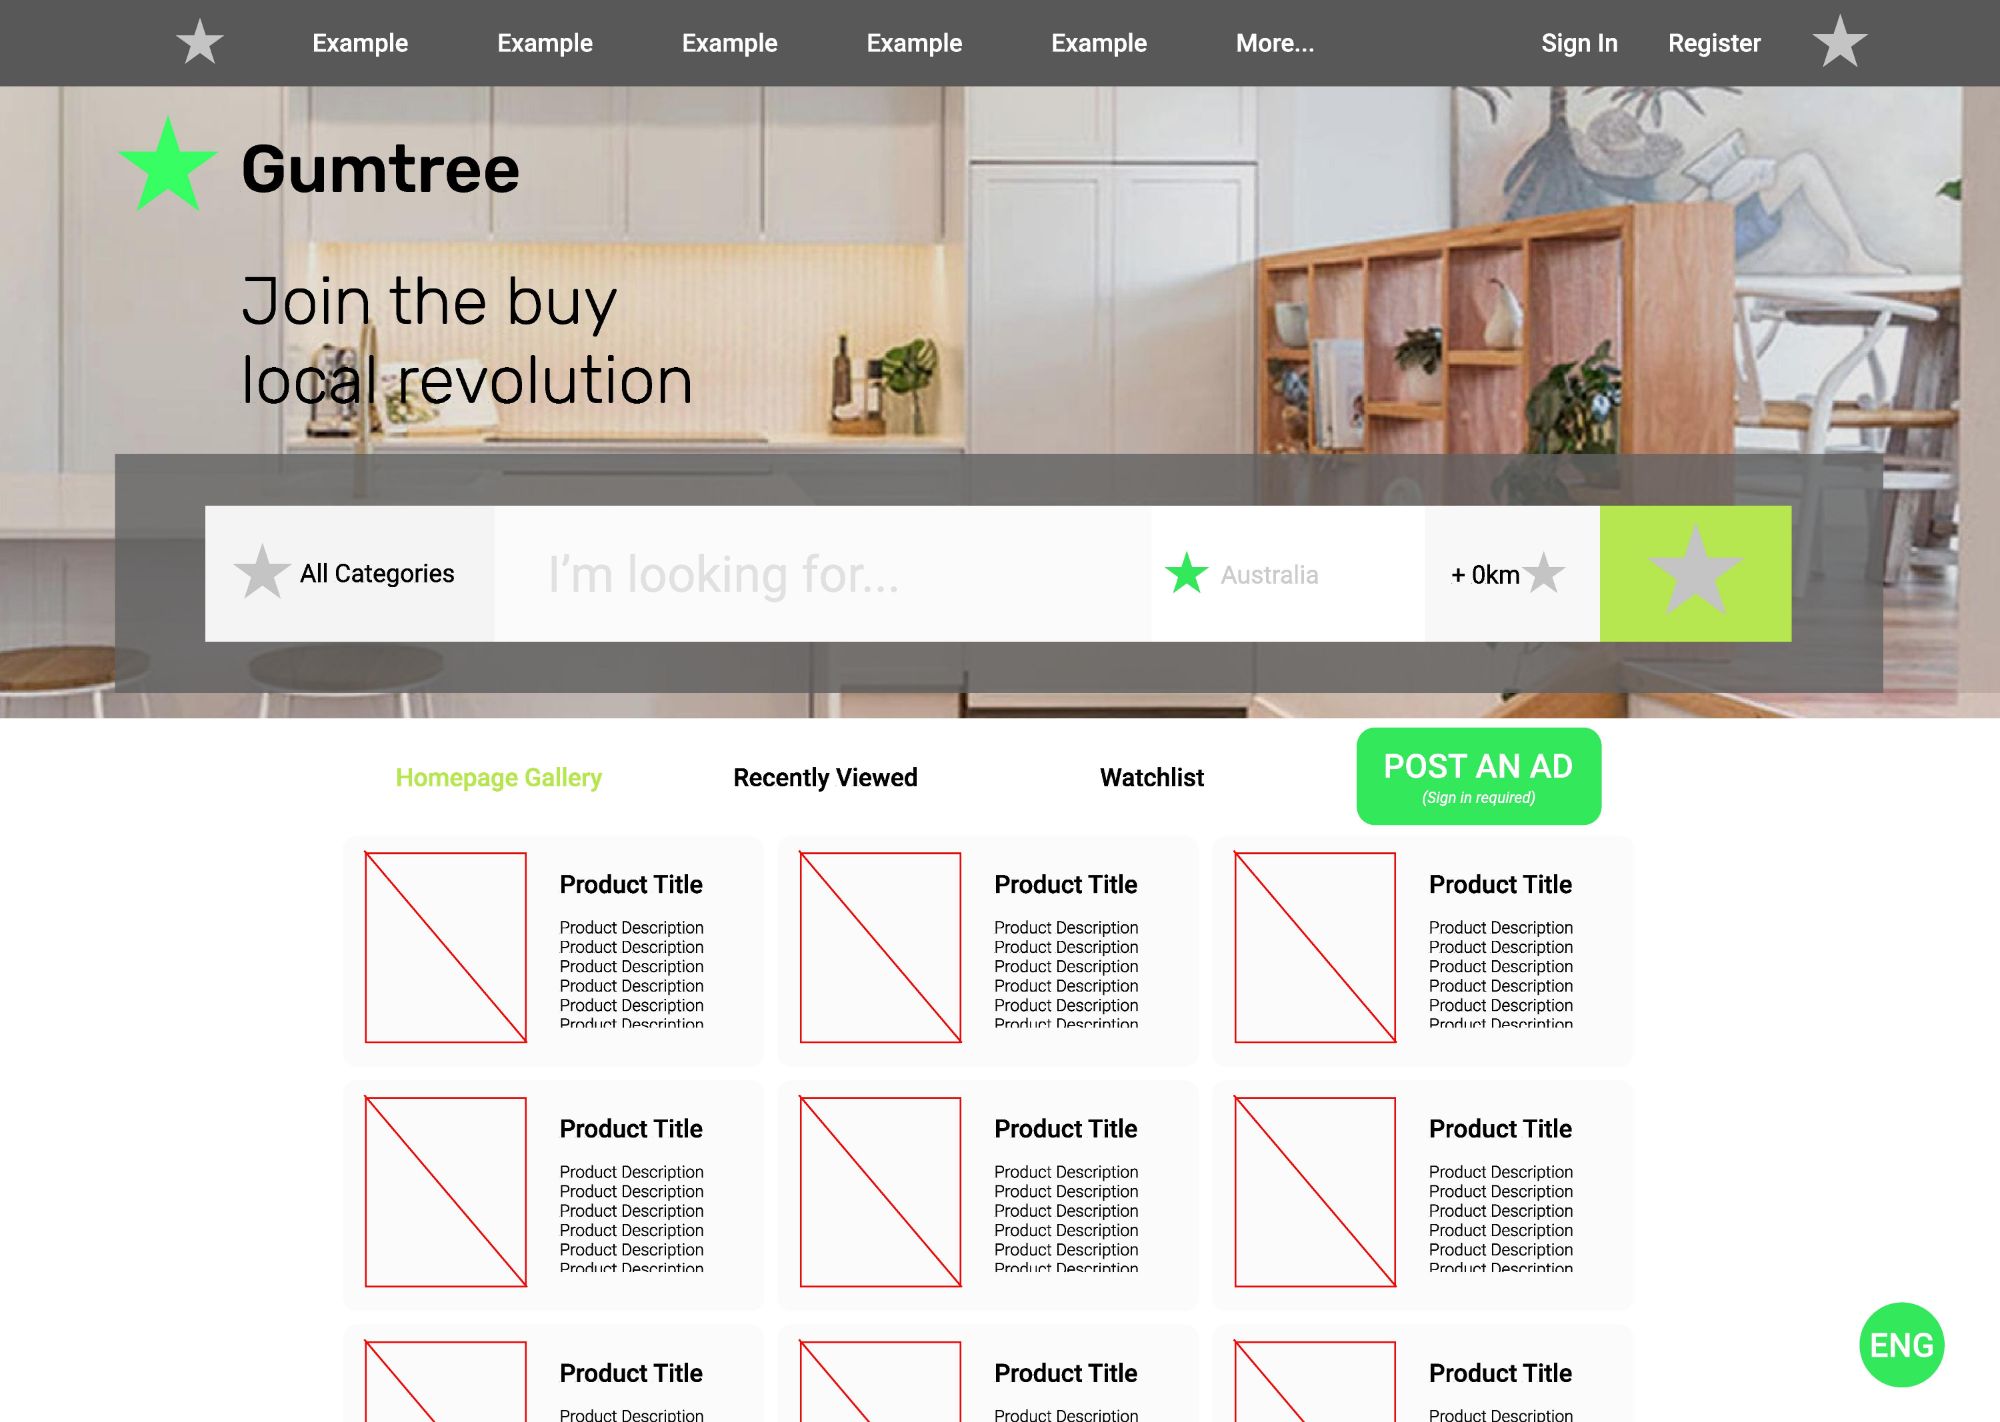 Example Example Example Example Example More... Sign In Register
Gumtree
Join the buy
local revolution
All Categories I'm looking for... Australia + 0km
Homepage Gallery Recently Viewed Watchlist POST AN AD
(Sign in required)
Product Title
Product Description
Product Description
Product Description
Product Description
Product Description
Product Description
Product Title
Product Description
Product Description
Product Description
Product Description
Product Description
Product Description
Product Title
Product Description
Product Description
Product Description
Product Description
Product Description
Product Description
Product Title
Product Description
Product Description
Product Description
Product Description
Product Description
Product Description
Product Title
Product Description
Product Description
Product Description
Product Description
Product Description
Product Description
Product Title
Product Description
Product Description
Product Description
Product Description
Product Description
Product Description
Product Title
Product Description
Product Title
Product Description
Product Title
Product Description
ENG